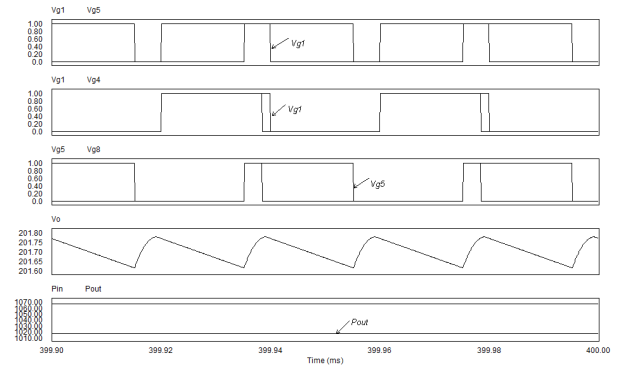 Vg1 Vg5
1.00
0.80
0.60
0.40
0.20
0.0
Vg1
Vg1 Vg4
1.00
0.80
0.60
0.40
0.20
0.0
Vg1
Vg5 Vg8
1.00
0.80
0.60
0.40
0.20
0.0
Vg5
Vo
201.80
201.75
201.70
201.65
201.60
Pin Pout
1070.00
1060.00
1050.00
1040.00
1030.00
1020.00
1010.00
Pout
399.90 399.92 399.94 399.96 399.98 400.00
Time (ms)